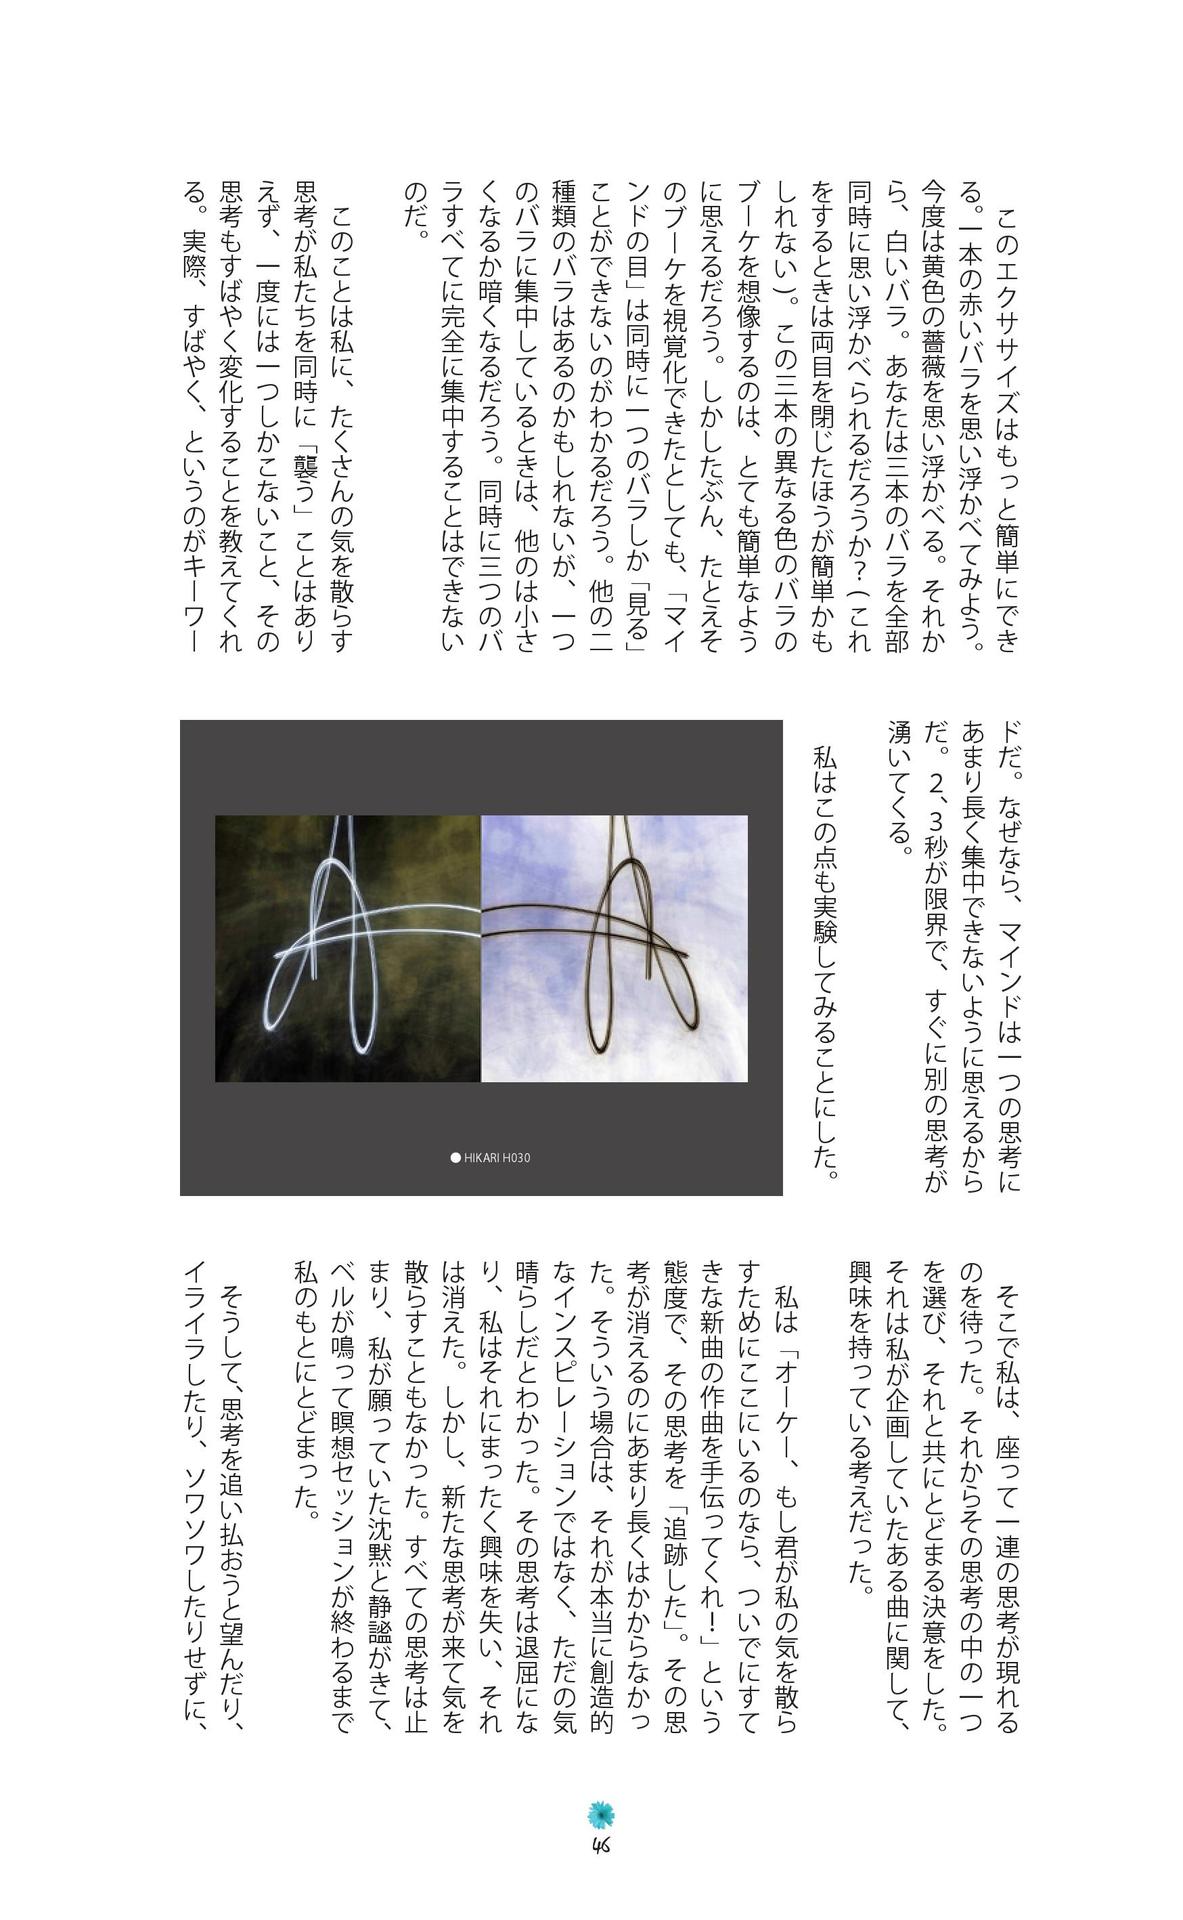 このエクササイズはもっと簡単にでき
る。一本の赤いバラを思い浮かべてみよう。
今度は黄色の薔薇を思い浮かべる。それか
ら、白いバラ。あなたは三本のバラを全部
同時に思い浮かべられるだろうか？(これ
をするときは両目を閉じたほうが簡単かも
しれない)。この三本の異なる色のバラの
ブーケを想像するのは、とても簡単なよう
に思えるだろう。しかしたぶん、たとえそ
のブーケを視覚化できたとしても、「マイ
ンドの目」は同時に一つのバラしか「見る」
ことができないのがわかるだろう。他の二
種類のバラはあるのかもしれないが、一つ
のバラに集中しているときは、他のは小さ
くなるか暗くなるだろう。同時に三つのバ
ラすべてに完全に集中することはできない
のだ。
このことは私に、たくさんの気を散らす
思考が私たちを同時に「襲う」ことはあり
えず、一度には一つしかこないこと、その
思考もすばやく変化することを教えてくれ
る。実際、すばやく、というのがキーワー
ドだ。なぜなら、マインドは一つの思考に
あまり長く集中できないように思えるから
だ。2、3秒が限界で、すぐに別の思考が
湧いてくる。
私はこの点も実験してみることにした。
●HIKARI H030
そこで私は、座って一連の思考が現れる
のを待った。それからその思考の中の一つ
を選び、それと共にとどまる決意をした。
それは私が企画していたある曲に関して、
興味を持っている考えだった。
私は「オーケー、もし君が私の気を散ら
すためにここにいるのなら、ついでにすて
きな新曲の作曲を手伝ってくれ！」という
態度で、その思考を「追跡した」。その思
考が消えるのにあまり長くはかからなかっ
た。そういう場合は、それが本当に創造的
なインスピレーションではなく、ただの気
晴らしだとわかった。その思考は退屈にな
り、私はそれにまったく興味を失い、それ
は消えた。しかし、新たな思考が来て気を
散らすこともなかった。すべての思考は止
まり、私が願っていた沈黙と静謐がきて、
ベルが鳴って瞑想セッションが終わるまで
私のもとにとどまった。
そうして、思考を追い払おうと望んだり、
イライラしたり、ソワソワしたりせずに、
46